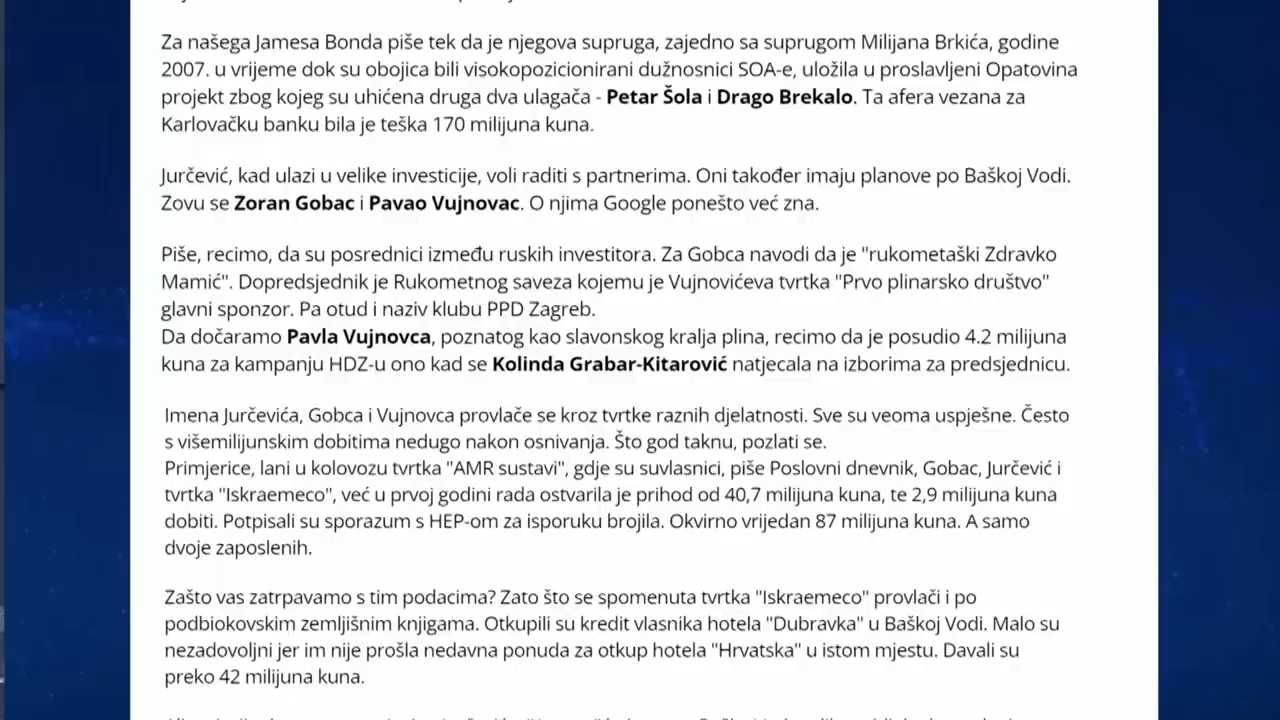 Za našega Jamesa Bonda piše tek da je njegova supruga, zajedno sa suprugom Milijana Brkića, godine
2007. u vrijeme dok su obojica bili visokopozicionirani dužnosnici SOA-e, uložila u proslavljeni Opatovina
projekt zbog kojeg su uhićena druga dva ulagača - Petar Šola i Drago Brekalo. Ta afera vezana za
Karlovačku banku bila je teška 170 milijuna kuna.
Jurčević, kad ulazi u velike investicije, voli raditi s partnerima. Oni također imaju planove po Baškoj Vodi.
Zovu se Zoran Gobac i Pavao Vujnovac. O njima Google ponešto već zna.
Piše, recimo, da su posrednici između ruskih investitora. Za Gobca navodi da je "rukometaški Zdravko
Mamić". Dopredsjednik je Rukometnog saveza kojemu je Vujnovićeva tvrtka "Prvo plinarsko društvo"
glavni sponzor. Pa otud i naziv klubu PPD Zagreb.
Da dočaramo Pavla Vujnovca, poznatog kao slavonskog kralja plina, recimo da je posudio 4.2 milijuna
kuna za kampanju HDZ-u ono kad se Kolinda Grabar-Kitarović natjecala na izborima za predsjednicu.
Imena Jurčevića, Gobca i Vujnovca provlače se kroz tvrtke raznih djelatnosti. Sve su veoma uspješne. Često
s višemilijunskim dobitima nedugo nakon osnivanja. Što god taknu, pozlati se.
Primjerice, lani u kolovozu tvrtka "AMR sustavi", gdje su suvlasnici, piše Poslovni dnevnik, Gobac, Jurčević i
tvrtka "Iskraemeco", već u prvoj godini rada ostvarila je prihod od 40,7 milijuna kuna, te 2,9 milijuna kuna
dobiti. Potpisali su sporazum s HEP-om za isporuku brojila. Okvirno vrijedan 87 milijuna kuna. A samo
dvoje zaposlenih.
Zašto vas zatrpavamo s tim podacima? Zato što se spomenuta tvrtka "Iskraemeco" provlači i po
podbiokovskim zemljišnim knjigama. Otkupili su kredit vlasnika hotela "Dubravka" u Baškoj Vodi. Malo su
nezadovoljni jer im nije prošla nedavna ponuda za otkup hotela "Hrvatska" u istom mjestu. Davali su
preko 42 milijuna kuna.